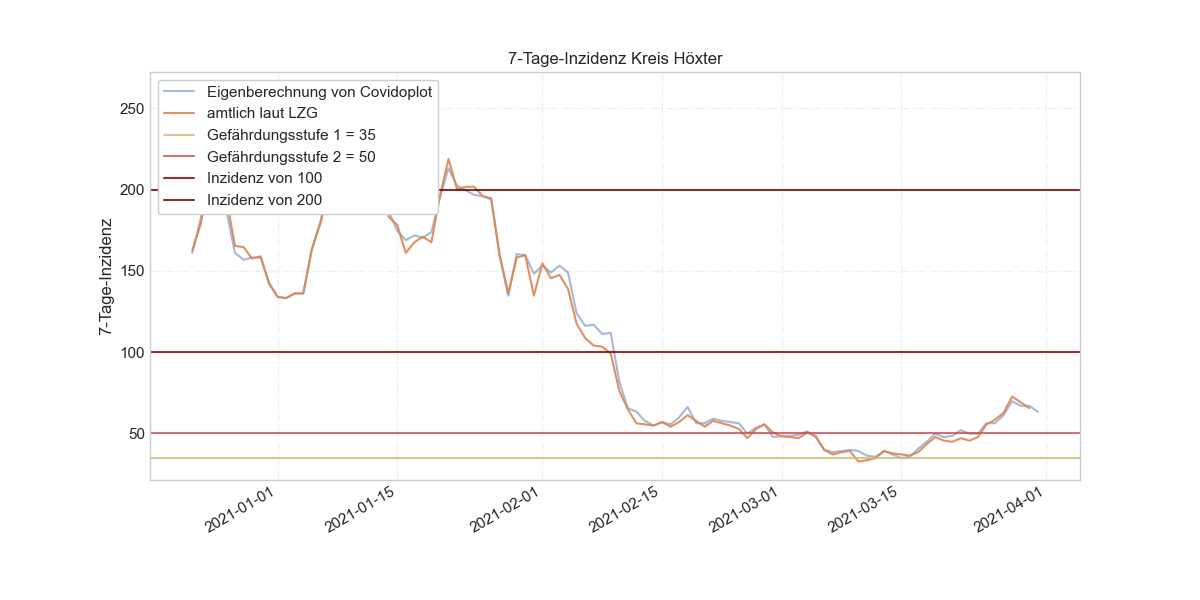 7-Tage-Inzidenz Kreis Höxter
Eigenberechnung von Covidoplot
amtlich laut LZG
Gefährdungsstufe 1 = 35
Gefährdungsstufe 2 = 50
Inzidenz von 100
Inzidenz von 200
7-Tage-Inzidenz
250
200
150
100
50
2021-01-01
2021-01-15
2021-02-01
2021-02-15
2021-03-01
2021-03-15
2021-04-01